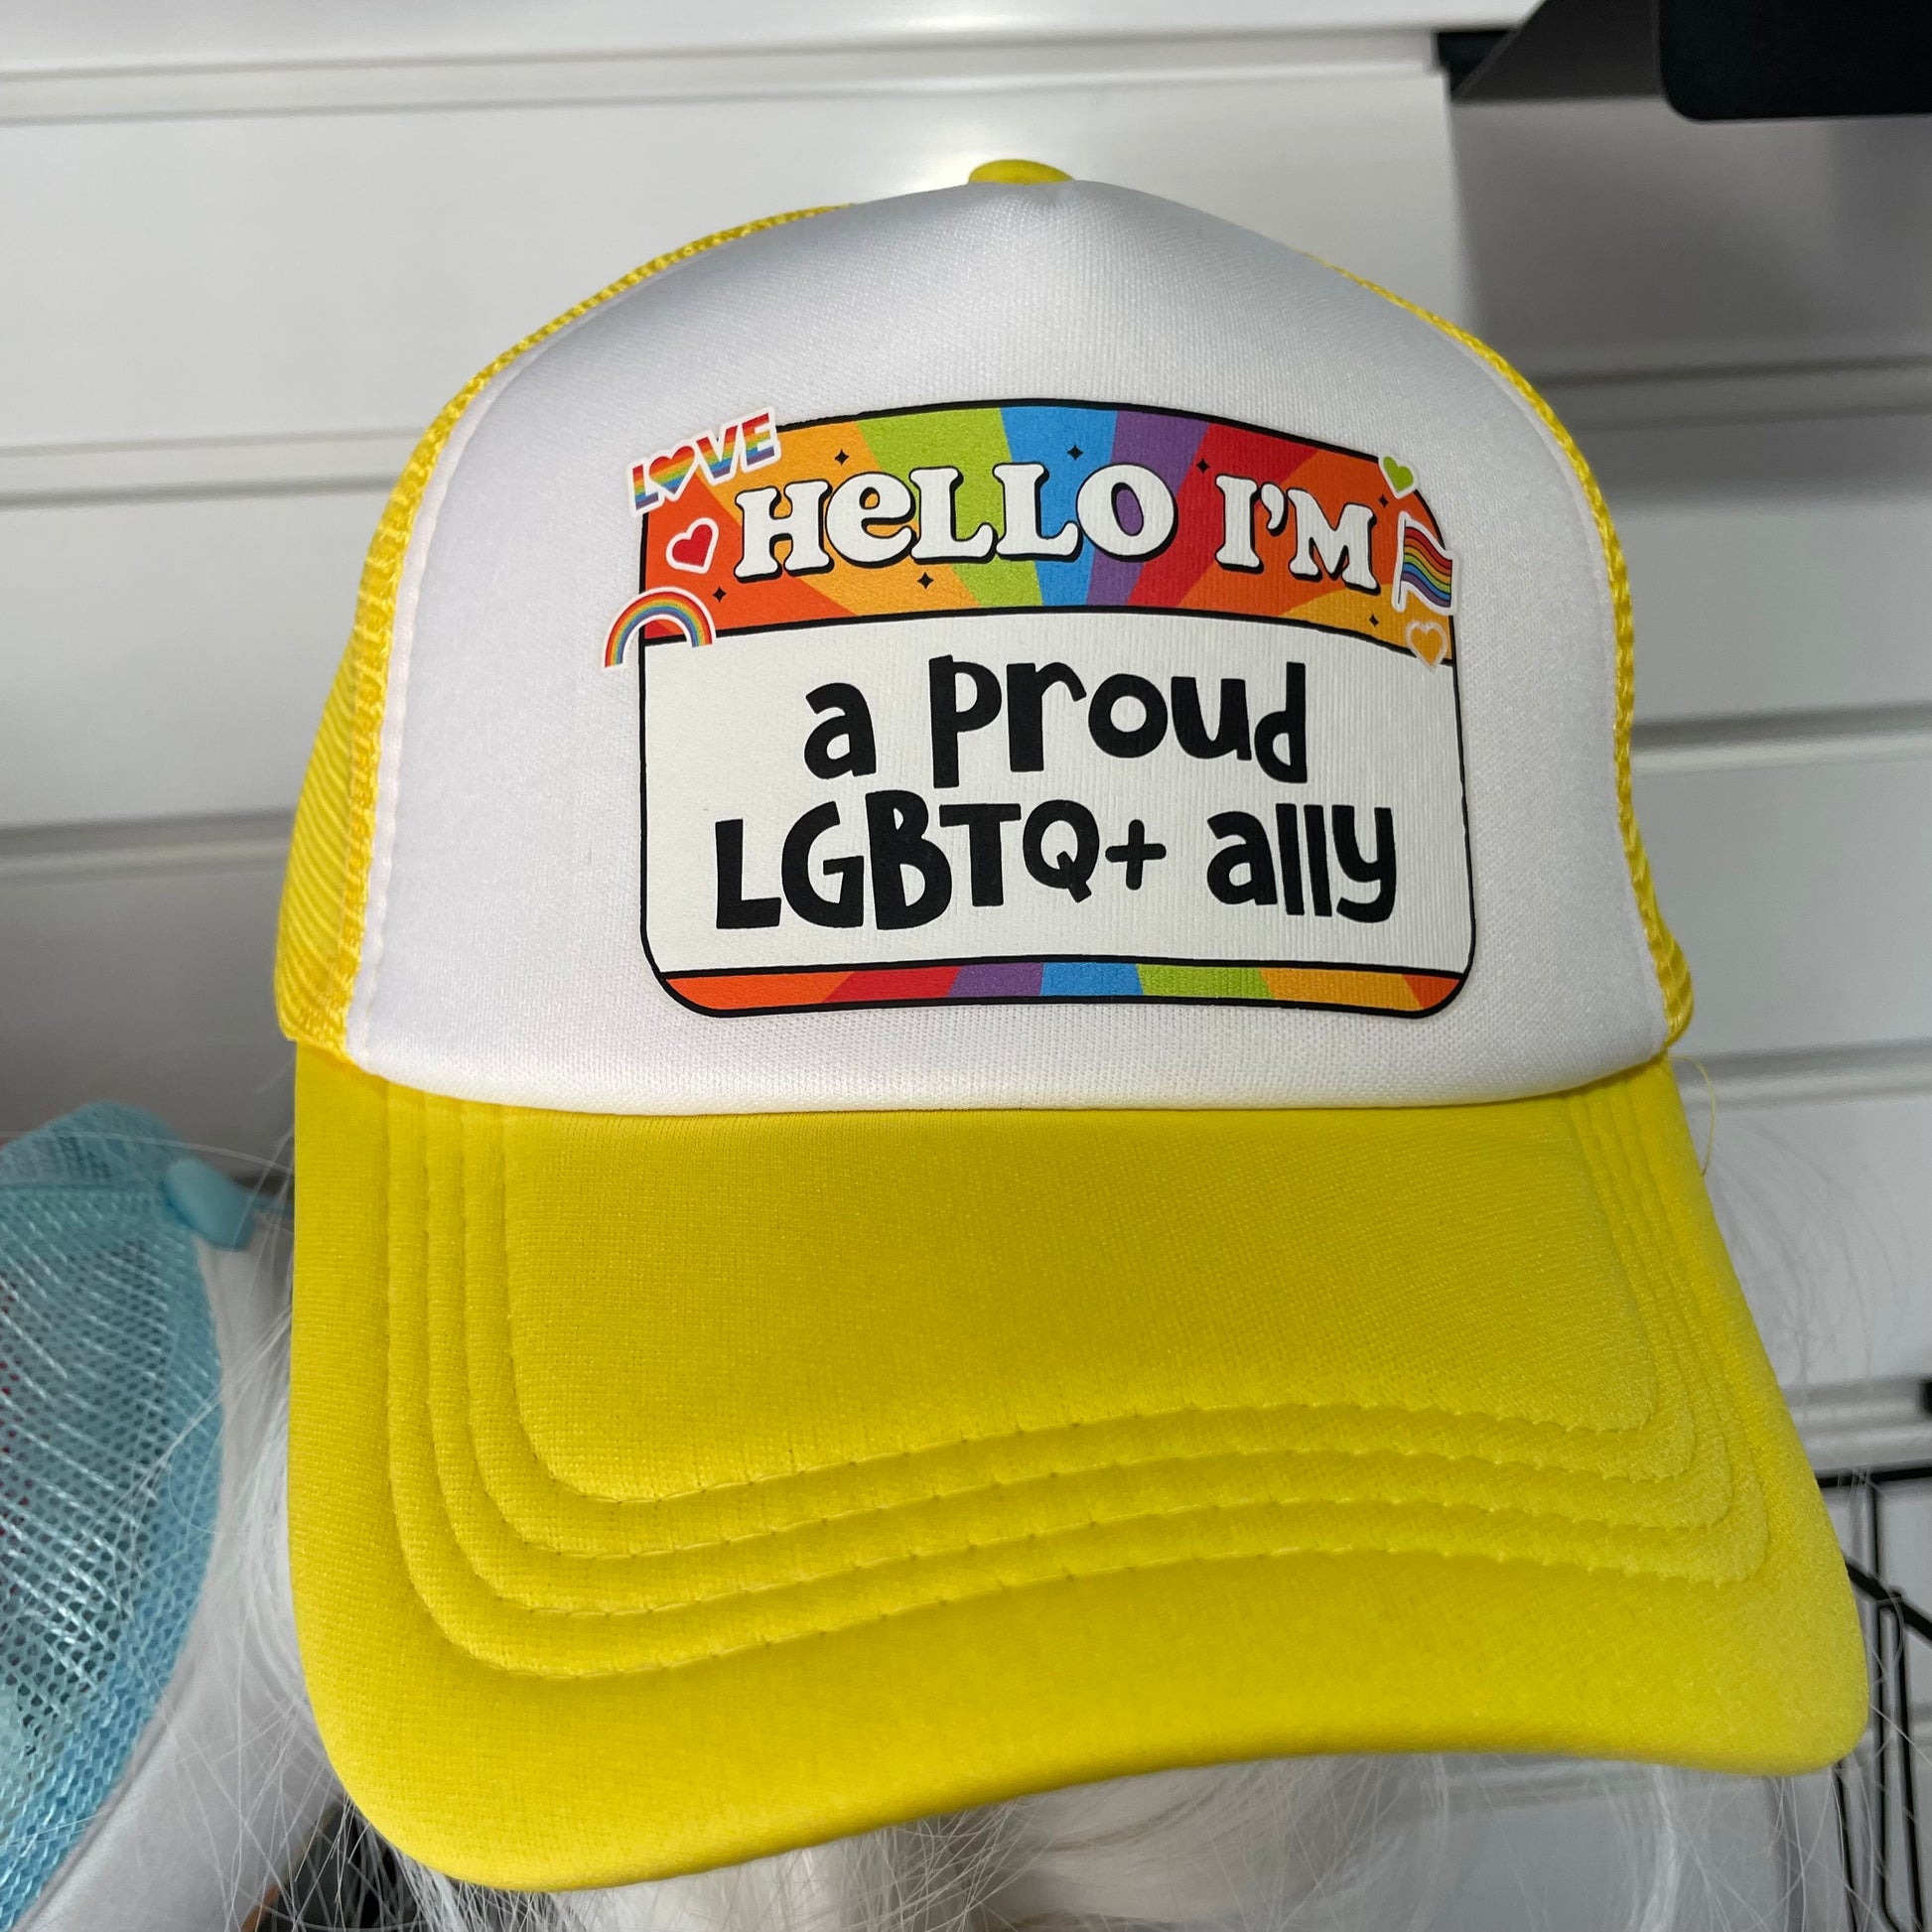 LOVE
HeLLO I'M
a proud
LGBTQ+ ally